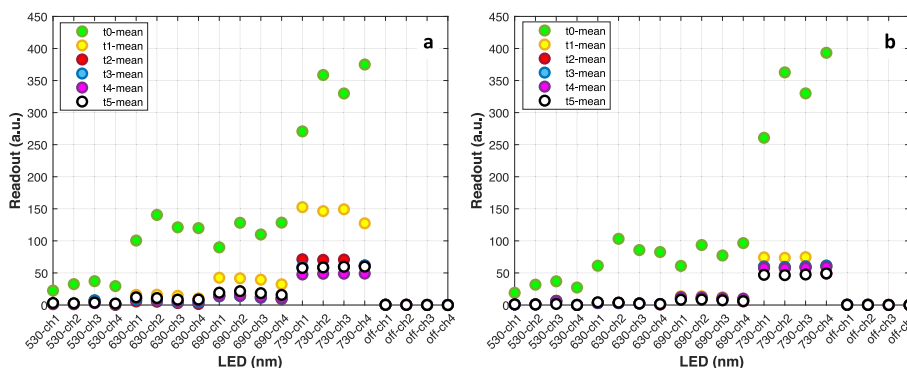 450
400
350
300
250
200
150
100
50
0
Readout (a.u.)
t0-mean
t1-mean
t2-mean
t3-mean
t4-mean
t5-mean
a
530-ch1
530-ch2
530-ch3
530-ch4
630-ch1
630-ch2
630-ch3
630-ch4
690-ch1
690-ch2
690-ch3
690-ch4
730-ch1
730-ch2
730-ch3
730-ch4
off-ch1
off-ch2
off-ch3
off-ch4
LED (nm)
450
400
350
300
250
200
150
100
50
0
Readout (a.u.)
t0-mean
t1-mean
t2-mean
t3-mean
t4-mean
t5-mean
b
530-ch1
530-ch2
530-ch3
530-ch4
630-ch1
630-ch2
630-ch3
630-ch4
690-ch1
690-ch2
690-ch3
690-ch4
730-ch1
730-ch2
730-ch3
730-ch4
off-ch1
off-ch2
off-ch3
LED (nm)